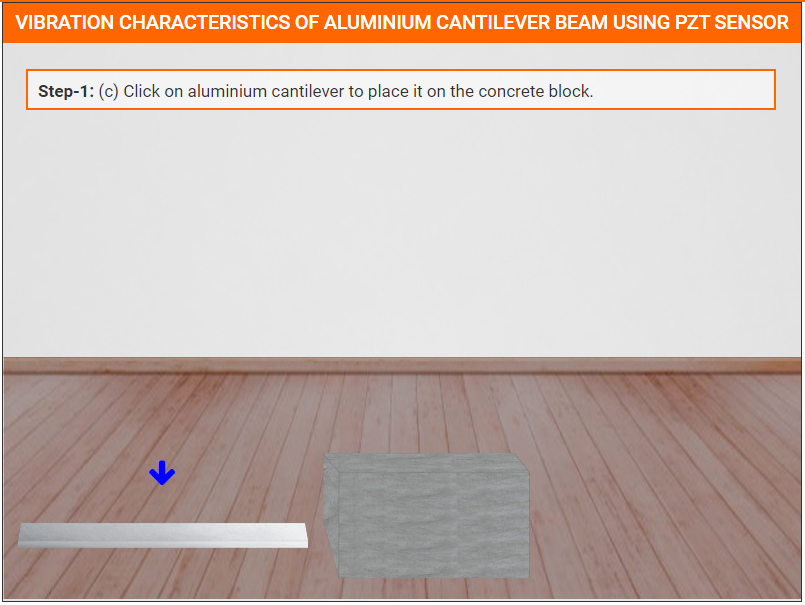 VIBRATION CHARACTERISTICS OF ALUMINIUM CANTILEVER BEAM USING PZT SENSOR
Step-1: (c) Click on aluminium cantilever to place it on the concrete block.